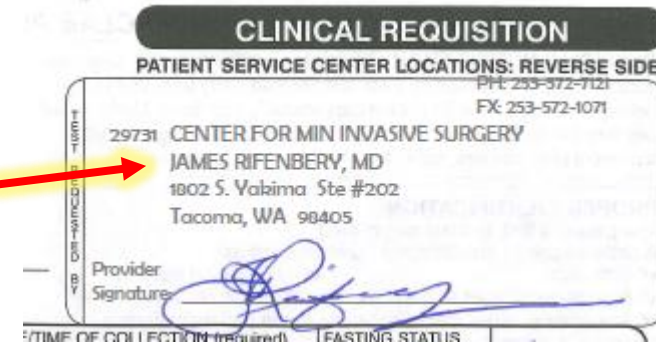 CLINICAL REQUISITION
PATIENT SERVICE CENTER LOCATIONS: REVERSE SIDE
PH: 253-572-7121
FX: 253-572-1071
TEST REQUESTED BY
29731 CENTER FOR MIN INVASIVE SURGERY
JAMES RIFENBERY, MD
1802 S. Yakima Ste #202
Tacoma, WA 98405
Provider
Signature
E/TIME OF COLLECTION (required) FASTING STATUS